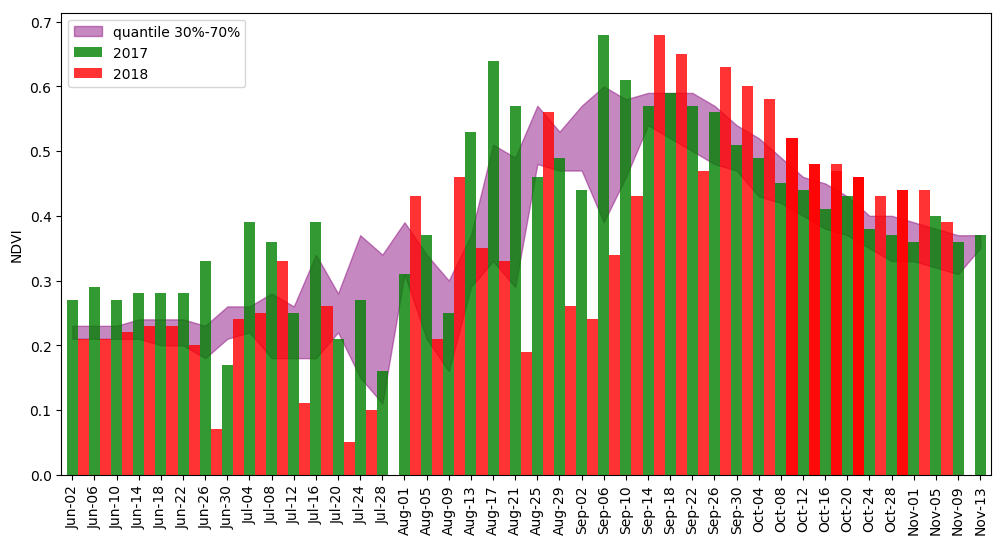 quantile 30%-70%
2017
2018
NDVI
0.7
0.6
0.5
0.4
0.3
0.2
0.1
0.0
Jun-02
Jun-06
Jun-10
Jun-14
Jun-18
Jun-22
Jun-26
Jun-30
Jul-04
Jul-08
Jul-12
Jul-16
Jul-20
Jul-24
Jul-28
Aug-01
Aug-05
Aug-09
Aug-13
Aug-17
Aug-21
Aug-25
Aug-29
Sep-02
Sep-06
Sep-10
Sep-14
Sep-18
Sep-22
Sep-26
Sep-30
Oct-04
Oct-08
Oct-12
Oct-16
Oct-20
Oct-24
Oct-28
Nov-01
Nov-05
Nov-09
Nov-13